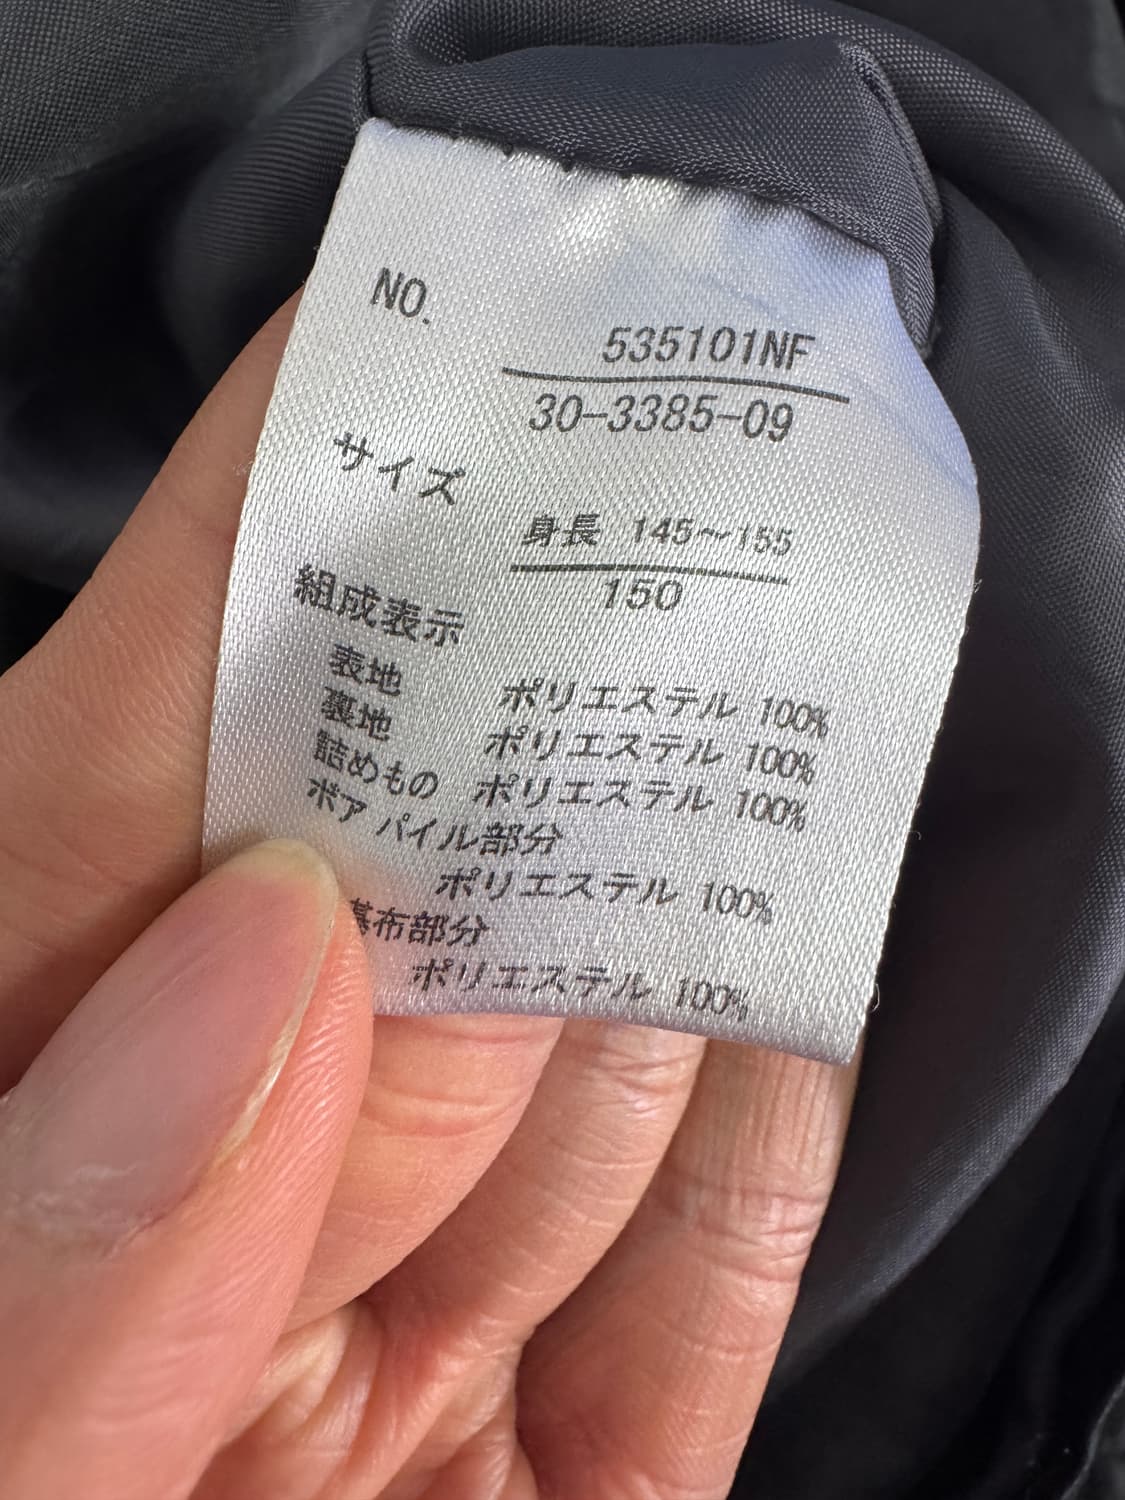 NO.
535101NF
30-3385-09
サイズ
身長 145～155
150
組成表示
表地 ポリエステル 100%
裏地 ポリエステル 100%
詰めもの ポリエステル 100%
ボア パイル部分
ポリエステル 100%
基布部分
ポリエステル 100%